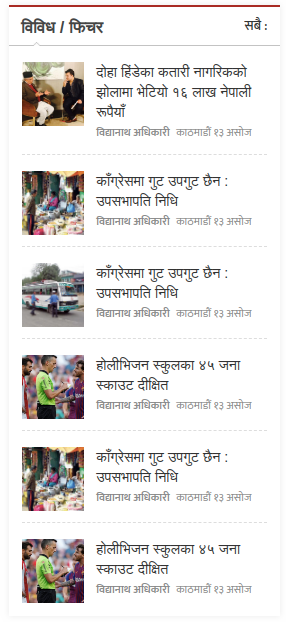 विविध / फिचर
सबै :
दोहा हिंडेका कतारी नागरिकको
झोलामा भेटियो १६ लाख नेपाली
रूपैयाँ
विद्यानाथ अधिकारी काठमाडौं १३ असोज
काँग्रेसमा गुट उपगुट छैन :
उपसभापति निधि
विद्यानाथ अधिकारी काठमाडौं १३ असोज
काँग्रेसमा गुट उपगुट छैन :
उपसभापति निधि
विद्यानाथ अधिकारी काठमाडौं १३ असोज
होलीभिजन स्कुलका ४५ जना
स्काउट दीक्षित
विद्यानाथ अधिकारी काठमाडौं १३ असोज
काँग्रेसमा गुट उपगुट छैन :
उपसभापति निधि
विद्यानाथ अधिकारी काठमाडौं १३ असोज
होलीभिजन स्कुलका ४५ जना
स्काउट दीक्षित
विद्यानाथ अधिकारी काठमाडौं १३ असोज